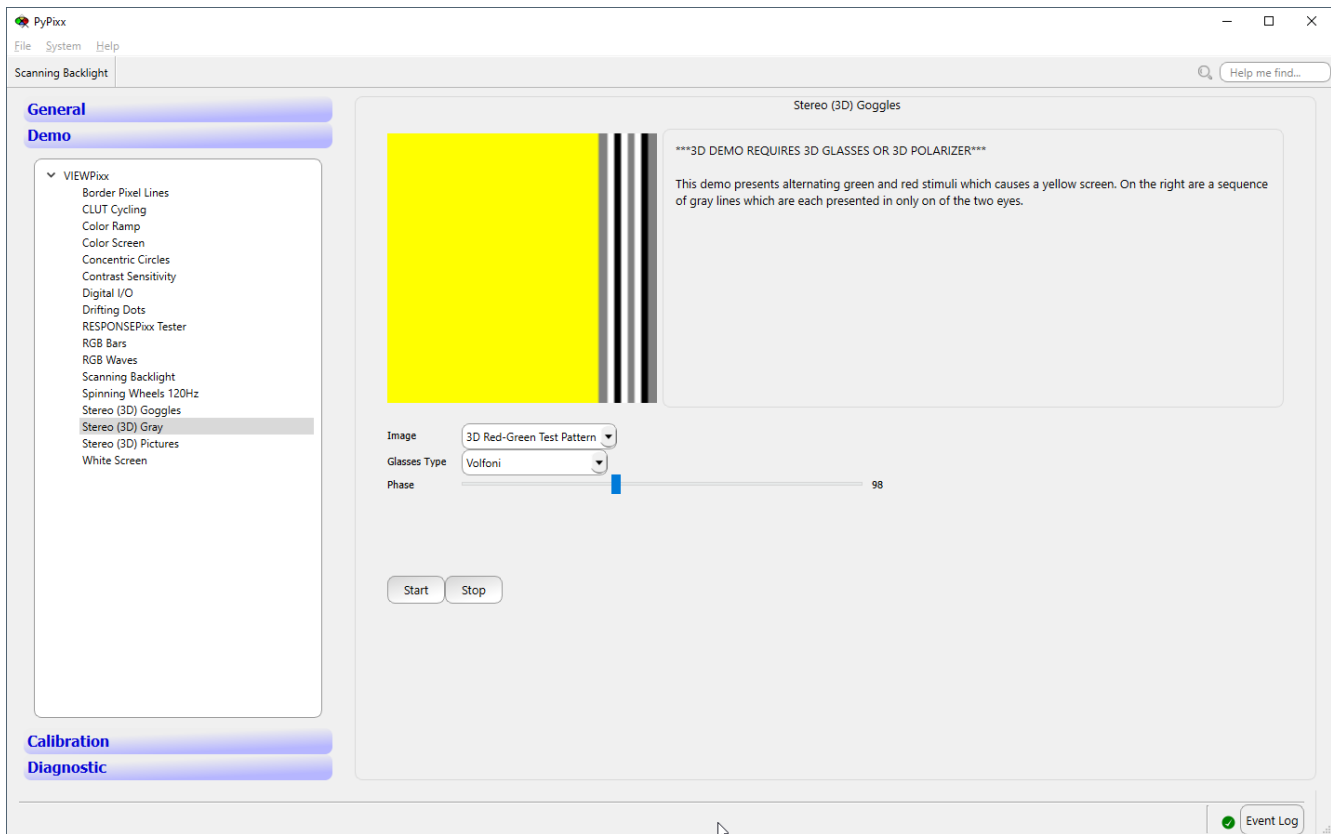 PyPixx
File System Help
Scanning Backlight
Help me find...
General
Demo
VIEWPixx
Border Pixel Lines
CLUT Cycling
Color Ramp
Color Screen
Concentric Circles
Contrast Sensitivity
Digital I/O
Drifting Dots
RESPONSEPixx Tester
RGB Bars
RGB Waves
Scanning Backlight
Spinning Wheels 120Hz
Stereo (3D) Goggles
Stereo (3D) Gray
Stereo (3D) Pictures
White Screen
Calibration
Diagnostic
Stereo (3D) Goggles
***3D DEMO REQUIRES 3D GLASSES OR 3D POLARIZER***
This demo presents alternating green and red stimuli which causes a yellow screen. On the right are a sequence
of gray lines which are each presented in only on of the two eyes.
Image 3D Red-Green Test Pattern
Glasses Type Volfoni
Phase 98
Start Stop
Event Log